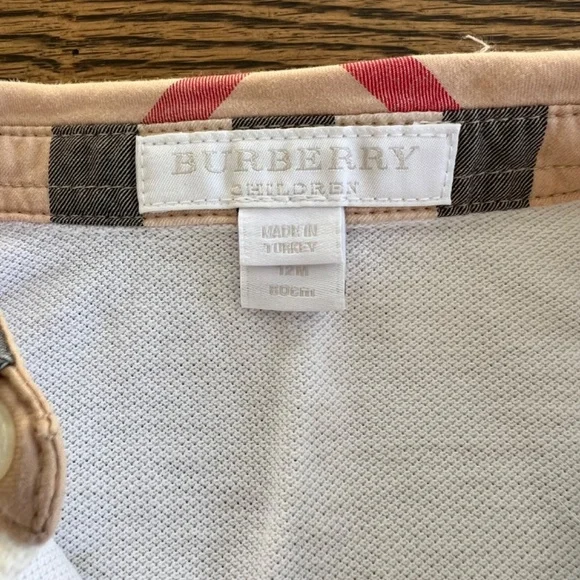 BURBERRY
CHILDREN
MADE IN
TURKEY
12M
80cm